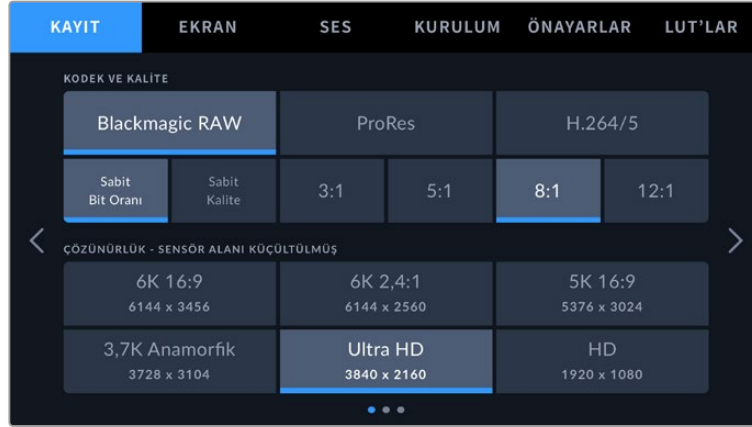 KAYIT EKRAN SES KURULUM ÖNAYARLAR LUT'LAR
KODEK VE KALİTE
Blackmagic RAW ProRes H.264/5
Sabit Bit Oranı Sabit Kalite 3:1 5:1 8:1 12:1
ÇÖZÜNÜRLÜK - SENSÖR ALANI KÜÇÜLTÜLMÜŞ
6K 16:9 6K 2,4:1 5K 16:9
6144 x 3456 6144 x 2560 5376 x 3024
3,7K Anamorfik Ultra HD HD
3728 x 3104 3840 x 2160 1920 x 1080